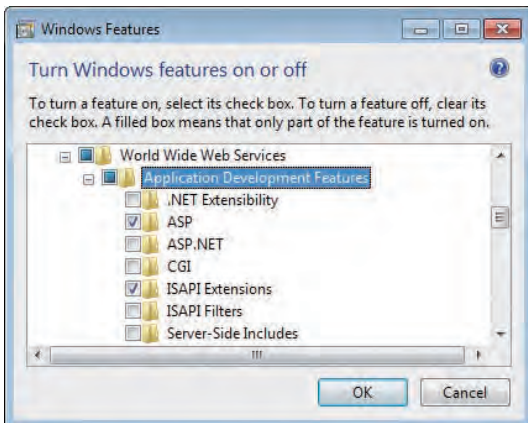 Windows Features
Turn Windows features on or off
To turn a feature on, select its check box. To turn a feature off, clear its
check box. A filled box means that only part of the feature is turned on.
World Wide Web Services
Application Development Features
.NET Extensibility
ASP
ASP.NET
CGI
ISAPI Extensions
ISAPI Filters
Server-Side Includes
OK Cancel